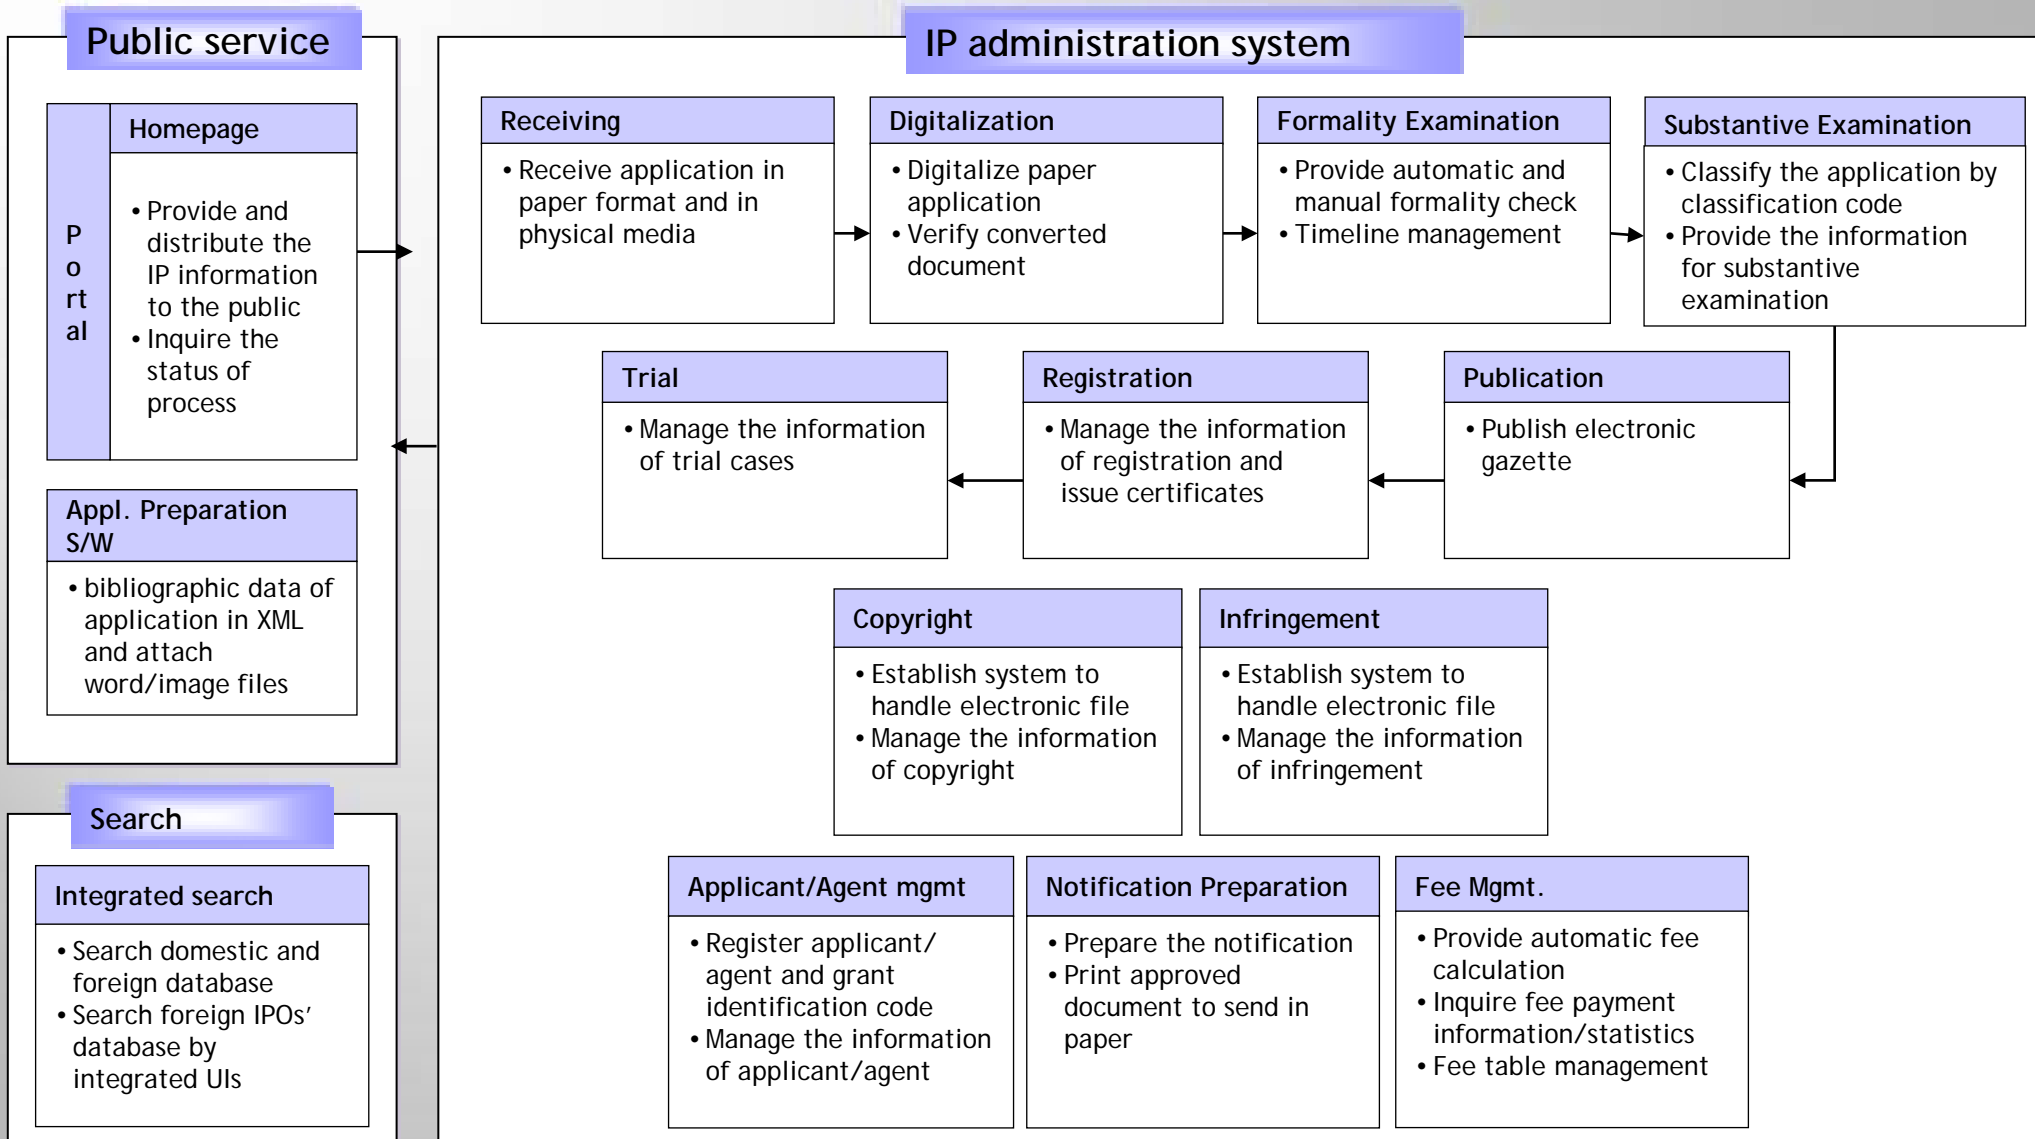 Public service
Portal
Homepage
• Provide and
distribute the
IP information
to the public
• Inquire the
status of
process
Appl. Preparation
S/W
• bibliographic data of
application in XML
and attach
word/image files
Search
Integrated search
• Search domestic and
foreign database
• Search foreign IPOs’
database by
integrated UIs
IP administration system
Receiving
• Receive application in
paper format and in
physical media
Digitalization
• Digitalize paper
application
• Verify converted
document
Formality Examination
• Provide automatic and
manual formality check
• Timeline management
Substantive Examination
• Classify the application by
classification code
• Provide the information
for substantive
examination
Trial
• Manage the information
of trial cases
Registration
• Manage the information
of registration and
issue certificates
Publication
• Publish electronic
gazette
Copyright
• Establish system to
handle electronic file
• Manage the information
of copyright
Infringement
• Establish system to
handle electronic file
• Manage the information
of infringement
Applicant/Agent mgmt
• Register applicant/
agent and grant
identification code
• Manage the information
of applicant/agent
Notification Preparation
• Prepare the notification
• Print approved
document to send in
paper
Fee Mgmt.
• Provide automatic fee
calculation
• Inquire fee payment
information/statistics
• Fee table management